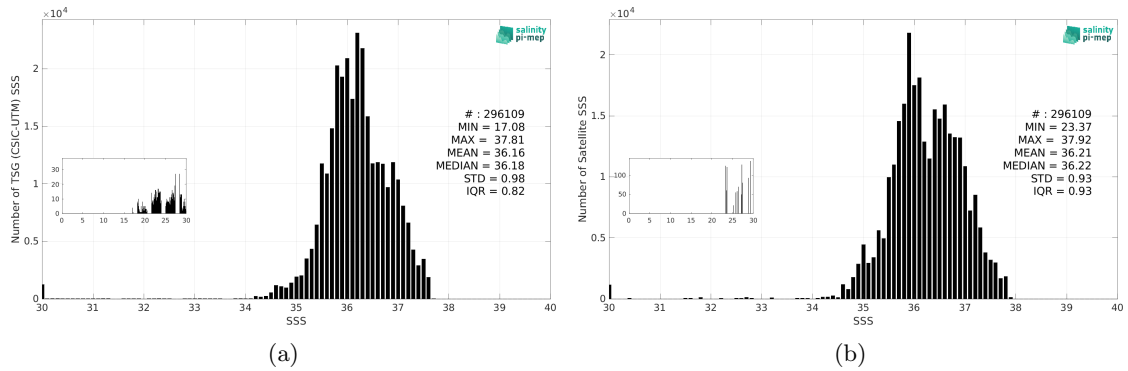 ×10⁴
salinity
pi-mep
2
1.5
1
0.5
0
Number of TSG (CSIC-UTM) SSS
# : 296109
MIN = 17.08
MAX = 37.81
MEAN = 36.16
MEDIAN = 36.18
STD = 0.98
IQR = 0.82
30
20
10
0
0 5 10 15 20 25 30
30 31 32 33 34 35 36 37 38 39 40
SSS
(a)
×10⁴
salinity
pi-mep
2
1.5
1
0.5
0
Number of Satellite SSS
# : 296109
MIN = 23.37
MAX = 37.92
MEAN = 36.21
MEDIAN = 36.22
STD = 0.93
IQR = 0.93
100
50
0
0 5 10 15 20 25 30
30 31 32 33 34 35 36 37 38 39 40
SSS
(b)